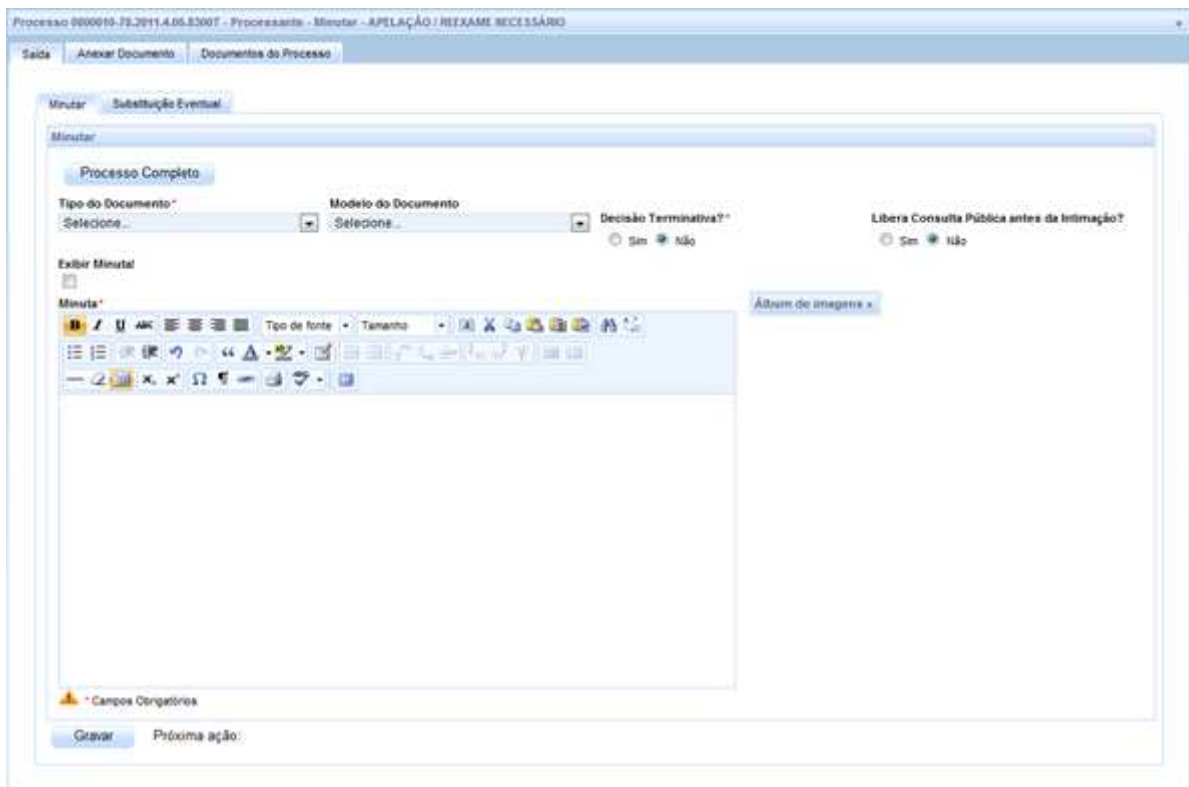 Processo 0000010-78.2011.4.05.8300T - Processante - Minutar - APELAÇÃO / REEXAME NECESSÁRIO
Saída Anexar Documento Documentos do Processo
Minutar Substituição Eventual
Minutar
Processo Completo
Tipo do Documento* Modelo do Documento
Selecione... Selecione... Decisão Terminativa?* Libera Consulta Pública antes da Intimação?
Sim Não Sim Não
Exibir Minuta!
Minuta* Álbum de imagens »
B I U ABC Tipo de fonte Tamanho
* Campos Obrigatórios
Gravar Próxima ação: